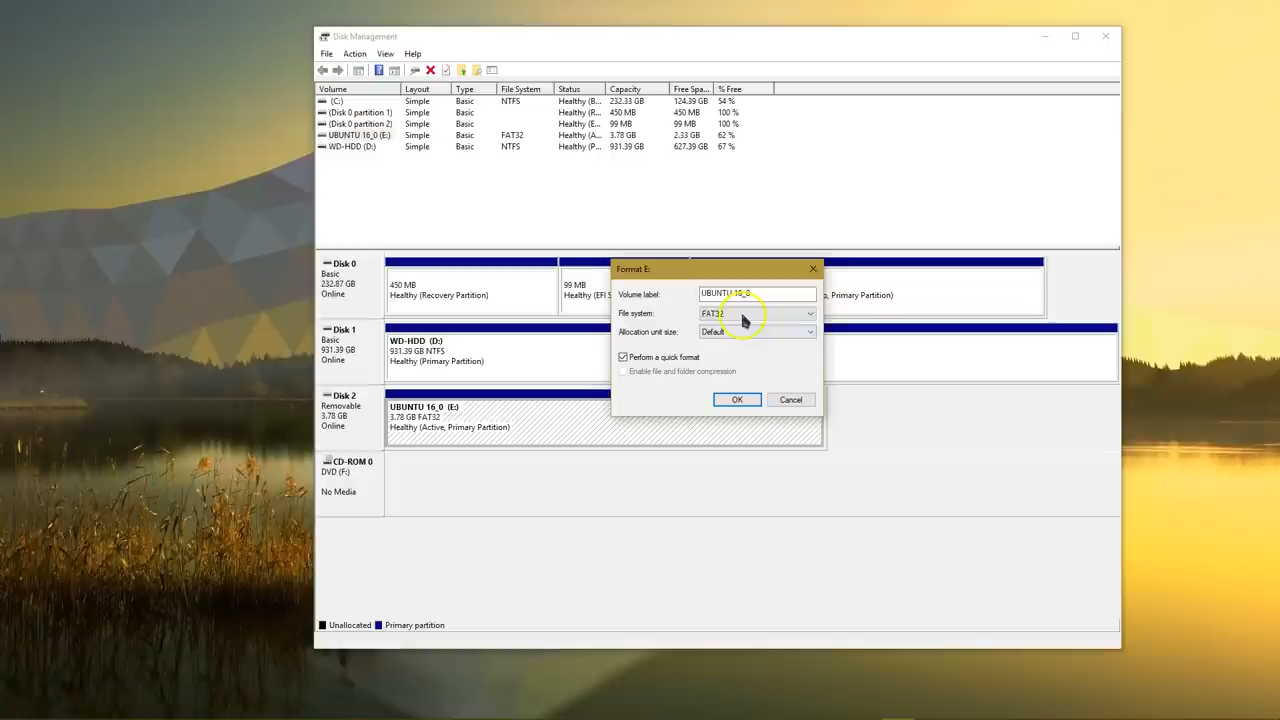 Disk Management
File Action View Help
Volume Layout Type File System Status Capacity Free Spa... % Free
(C:) Simple Basic NTFS Healthy (B... 232.33 GB 124.39 GB 54 %
(Disk 0 partition 1) Simple Basic Healthy (R... 450 MB 450 MB 100 %
(Disk 0 partition 2) Simple Basic Healthy (E... 99 MB 99 MB 100 %
UBUNTU 16_0 (E:) Simple Basic FAT32 Healthy (A... 3.78 GB 2.33 GB 62 %
WD-HDD (D:) Simple Basic NTFS Healthy (P... 931.39 GB 627.39 GB 67 %
Disk 0
Basic
232.87 GB
Online
450 MB
Healthy (Recovery Partition)
99 MB
Healthy (EFI S
, Primary Partition)
Format E:
Volume label: UBUNTU 16_0
File system: FAT32
Allocation unit size: Default
Perform a quick format
Enable file and folder compression
OK Cancel
Disk 1
Basic
931.39 GB
Online
WD-HDD (D:)
931.39 GB NTFS
Healthy (Primary Partition)
Disk 2
Removable
3.78 GB
Online
UBUNTU 16_0 (E:)
3.78 GB FAT32
Healthy (Active, Primary Partition)
CD-ROM 0
DVD (F:)
No Media
Unallocated Primary partition